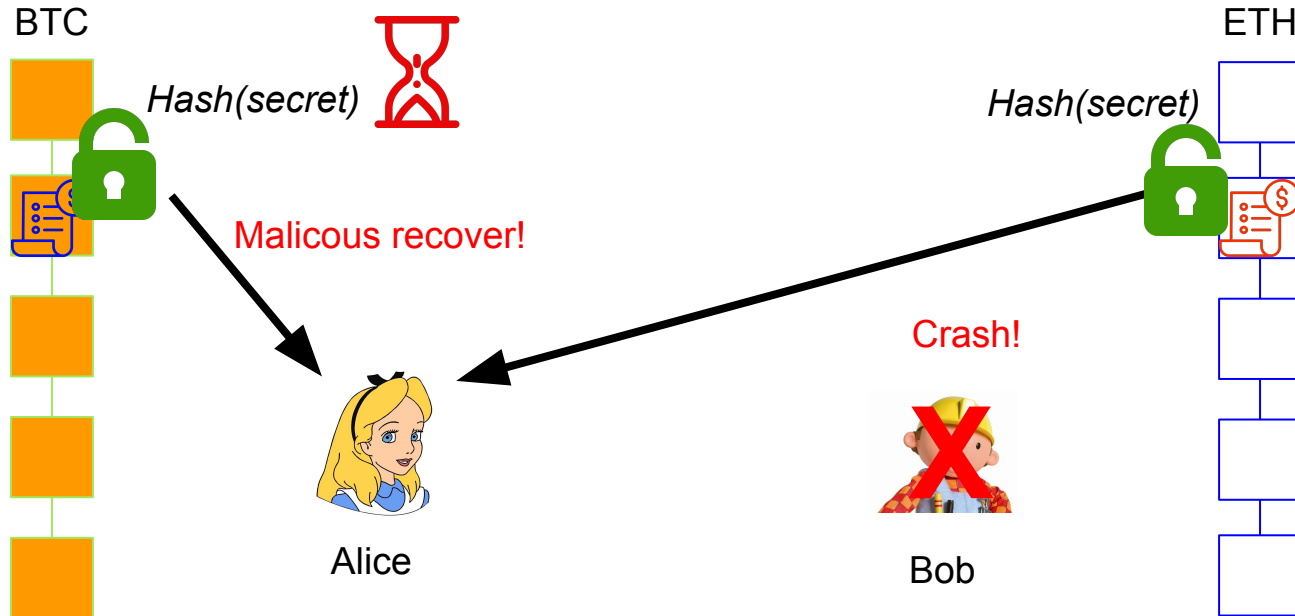 BTC
ETH
Hash(secret)
Hash(secret)
$
$
Malicous recover!
Crash!
X
Alice
Bob